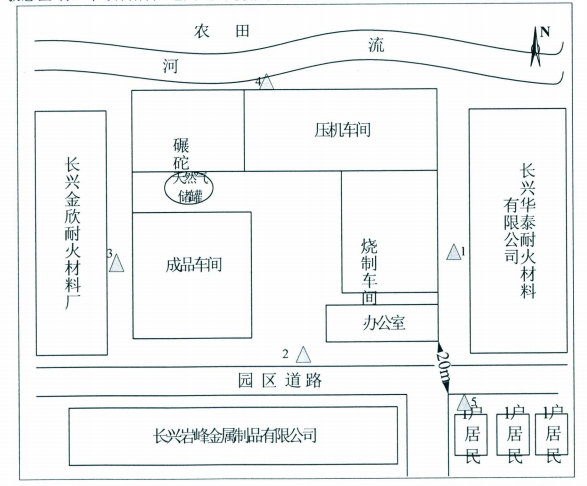 农 田
N
河 流
4
压机车间
碾砣
天然气
储罐
长兴金欣耐火材料厂
长兴华泰耐火材料
有限公司
3
成品车间
烧制车间
1
办公室
2
20m
园 区 道 路
5
1户居民
1户居民
1户居民
长兴岩峰金属制品有限公司